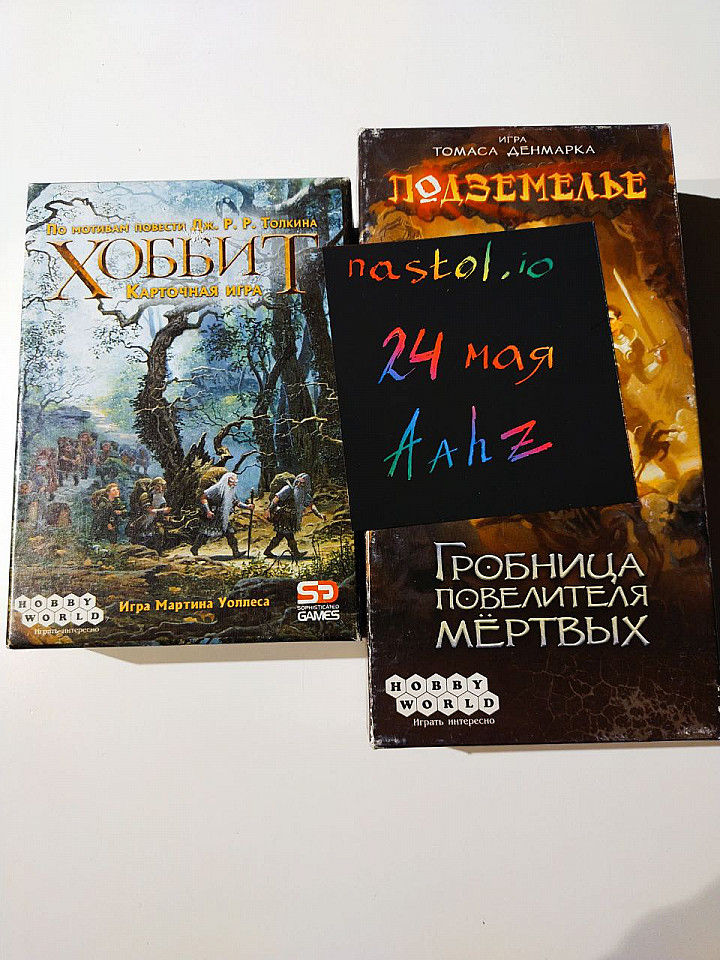 По мотивам повести Дж. Р. Р. Толкина
Хоббит
Карточная игра
Игра Мартина Уоллеса
HOBBY
WORLD
Играть интересно
SG
SOPHISTICATED
GAMES
ИГРА
ТОМАСА ДЕНМАРКА
Подземелье
nastol.io
24 мая
AAhZ
Гробница
повелителя
мёртвых
HOBBY
WORLD
Играть интересно